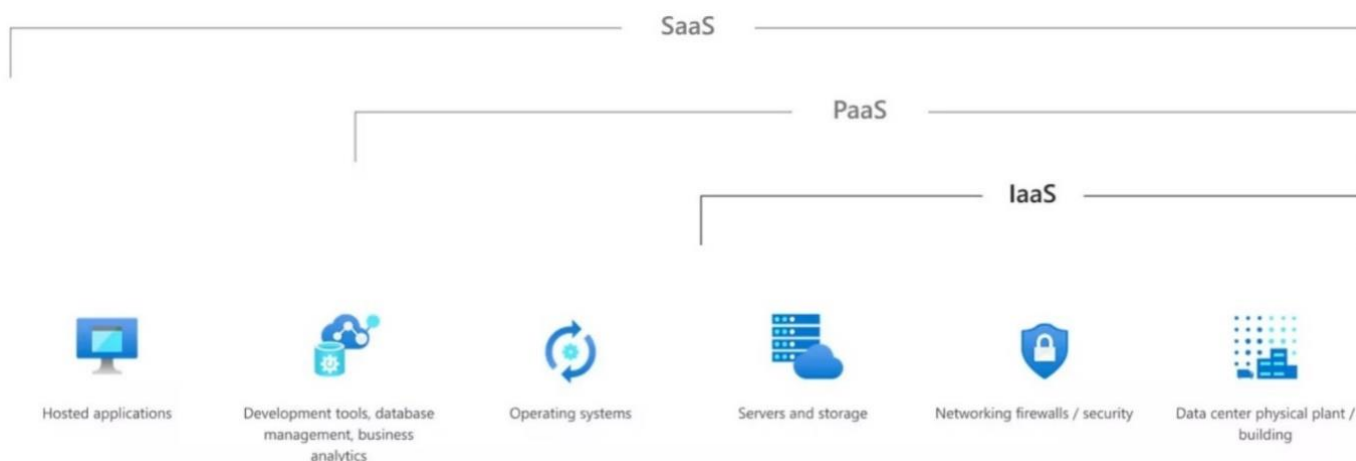 SaaS
PaaS
IaaS
Hosted applications
Development tools, database
management, business
analytics
Operating systems
Servers and storage
Networking firewalls / security
Data center physical plant /
building